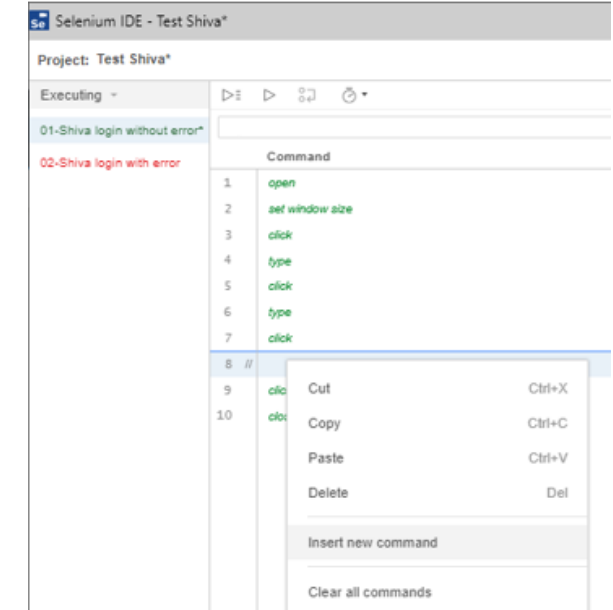 Se Selenium IDE - Test Shiva*
Project: Test Shiva*
Executing
01-Shiva login without error*
02-Shiva login with error
Command
1 open
2 set window size
3 click
4 type
5 click
6 type
7 click
8 //
9 clic
10 clo
Cut Ctrl+X
Copy Ctrl+C
Paste Ctrl+V
Delete Del
Insert new command
Clear all commands